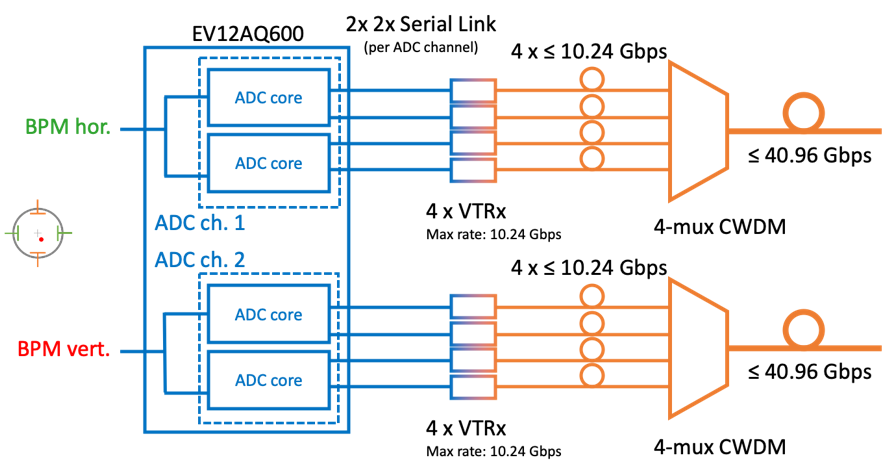 EV12AQ600
2x 2x Serial Link
(per ADC channel)
4 x ≤ 10.24 Gbps
ADC core
BPM hor.
ADC core
≤ 40.96 Gbps
4 x VTRx
Max rate: 10.24 Gbps
4-mux CWDM
ADC ch. 1
ADC ch. 2
4 x ≤ 10.24 Gbps
ADC core
BPM vert.
ADC core
≤ 40.96 Gbps
4 x VTRx
Max rate: 10.24 Gbps
4-mux CWDM